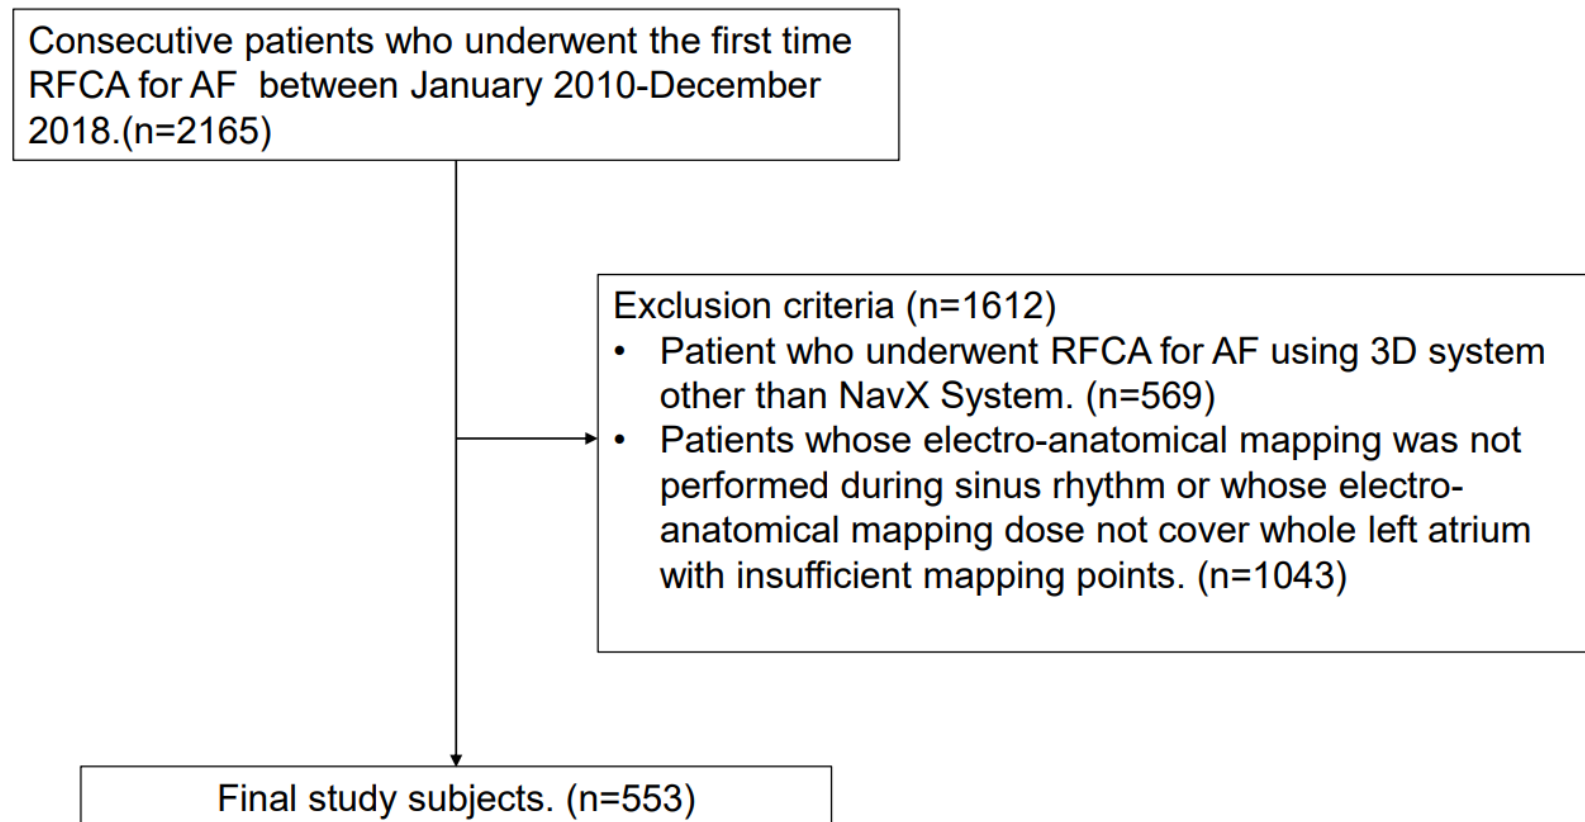 Consecutive patients who underwent the first time
RFCA for AF  between January 2010-December
2018.(n=2165)
Exclusion criteria (n=1612)
• Patient who underwent RFCA for AF using 3D system
other than NavX System. (n=569)
• Patients whose electro-anatomical mapping was not
performed during sinus rhythm or whose electro-
anatomical mapping dose not cover whole left atrium
with insufficient mapping points. (n=1043)
Final study subjects. (n=553)